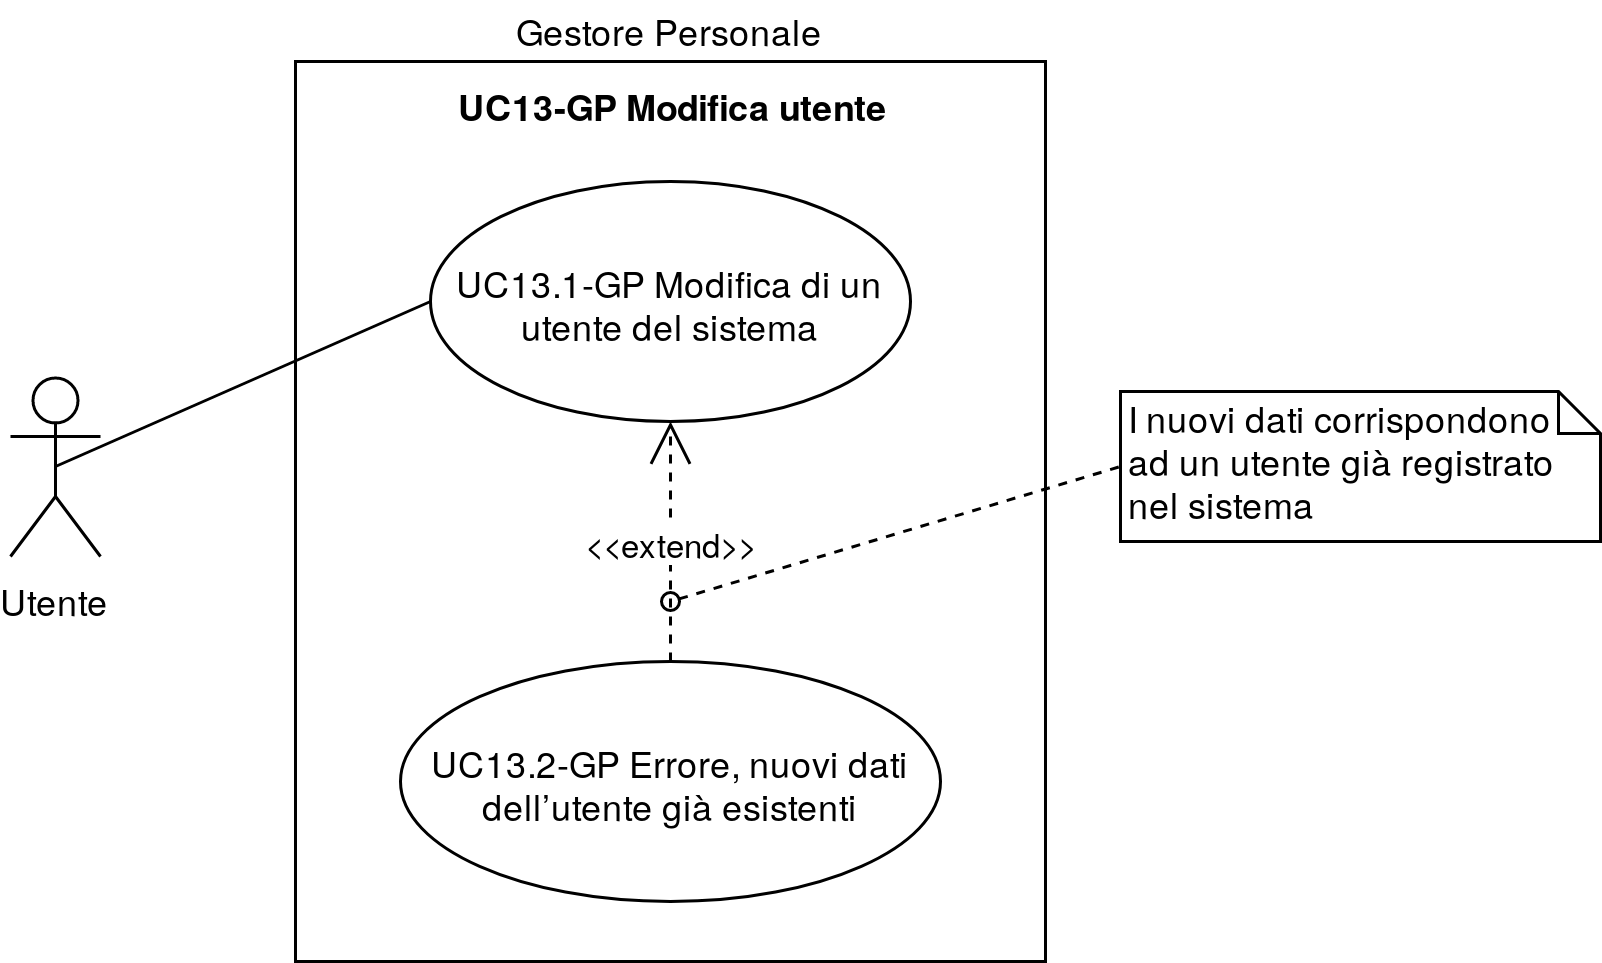 Gestore Personale
UC13-GP Modifica utente
UC13.1-GP Modifica di un
utente del sistema
I nuovi dati corrispondono
ad un utente già registrato
nel sistema
<<extend>>
Utente
UC13.2-GP Errore, nuovi dati
dell’utente già esistenti